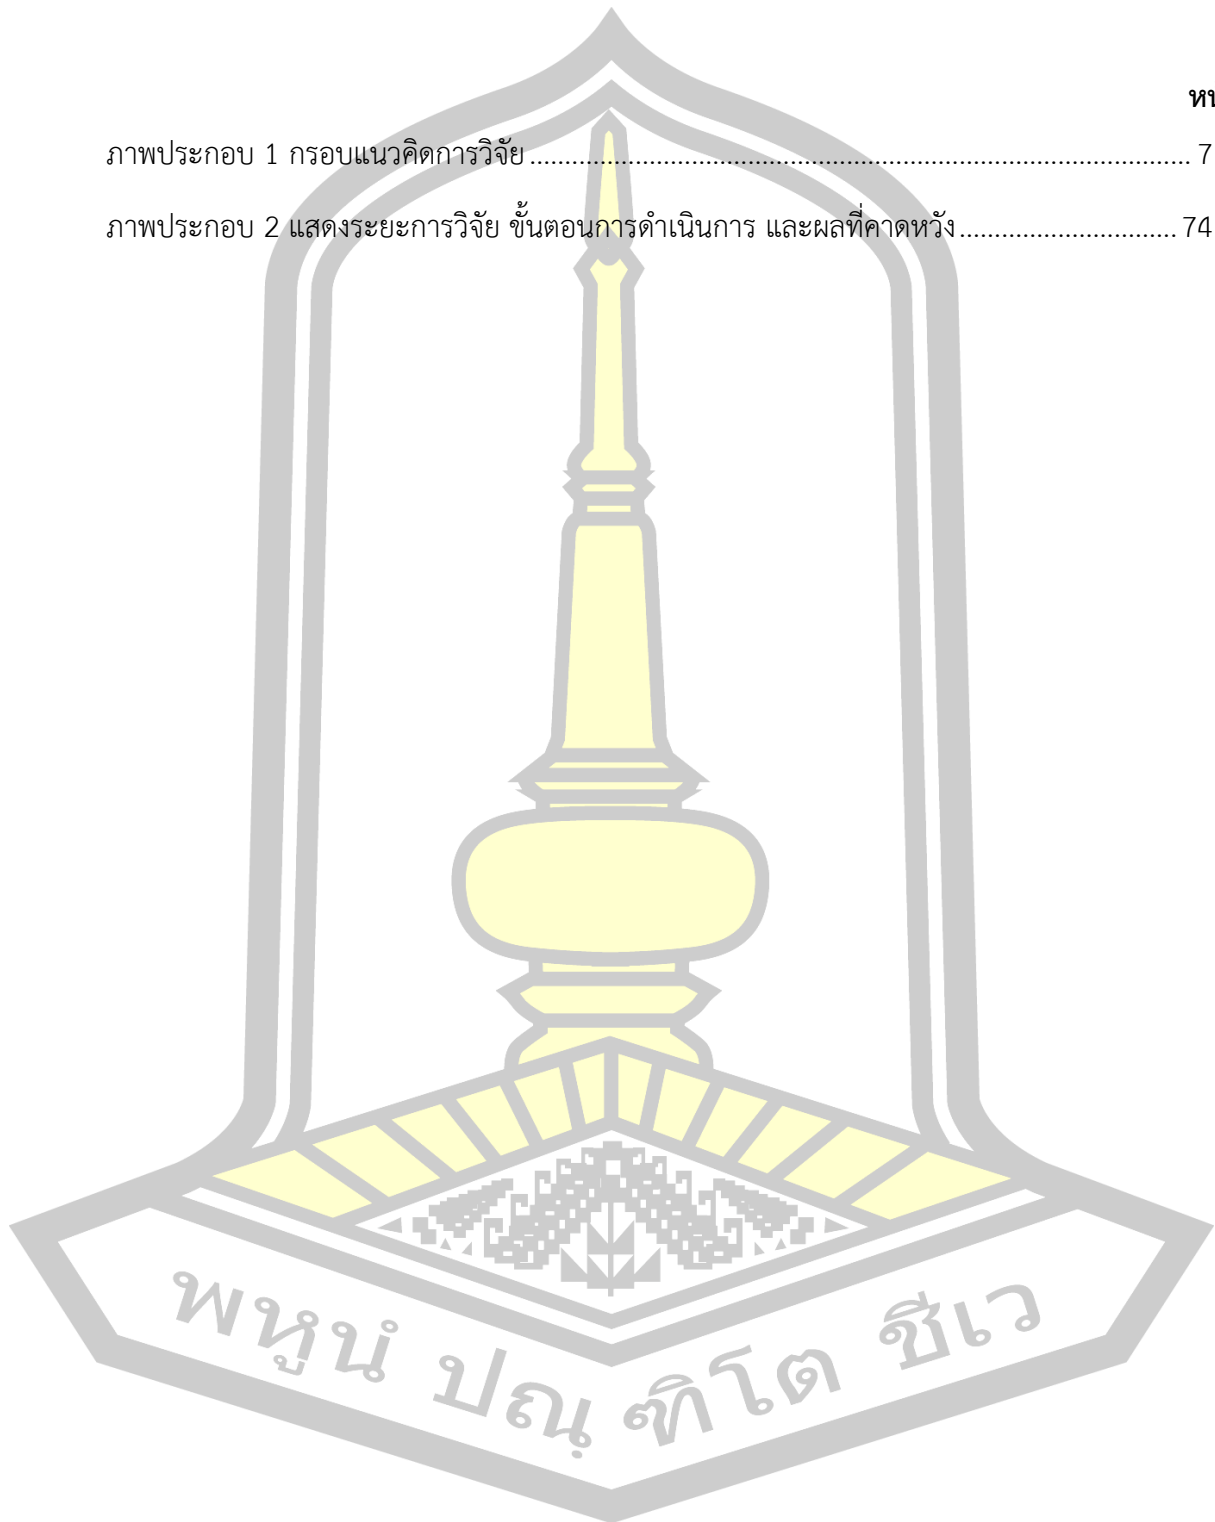 ภาพประกอบ 1 กรอบแนวคิดการวิจัย.............................................................................................. 7
ภาพประกอบ 2 แสดงระยะการวิจัย ขั้นตอนการดำเนินการ และผลที่คาดหวัง............................... 74
พหูนํ ปณฺ ฑิโต ชีเว